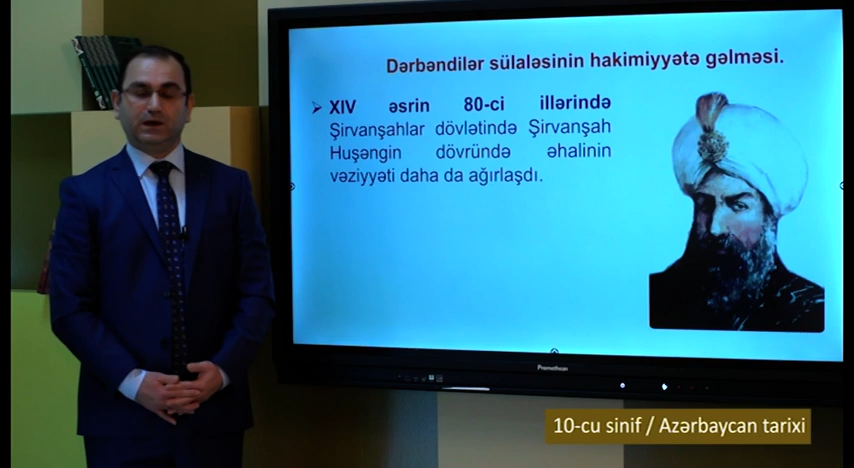 Dərbəndilər sülaləsinin hakimiyyətə gəlməsi.
➢ XIV əsrin 80-ci illərində
Şirvanşahlar dövlətində Şirvanşah
Huşəngin dövründə əhalinin
vəziyyəti daha da ağırlaşdı.
Promethean
10-cu sinif / Azərbaycan tarixi